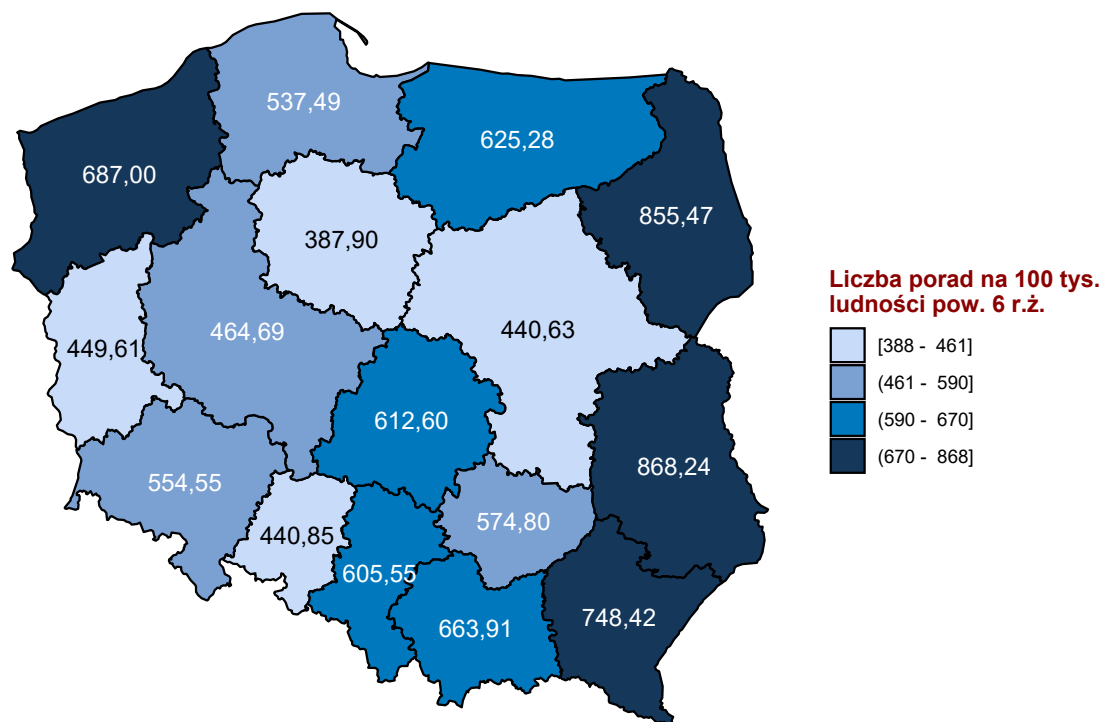 537,49
625,28
687,00
855,47
387,90
464,69
440,63
449,61
612,60
868,24
554,55
574,80
440,85
605,55
663,91
748,42
Liczba porad na 100 tys.
ludności pow. 6 r.ż.
[388 - 461]
(461 - 590]
(590 - 670]
(670 - 868]